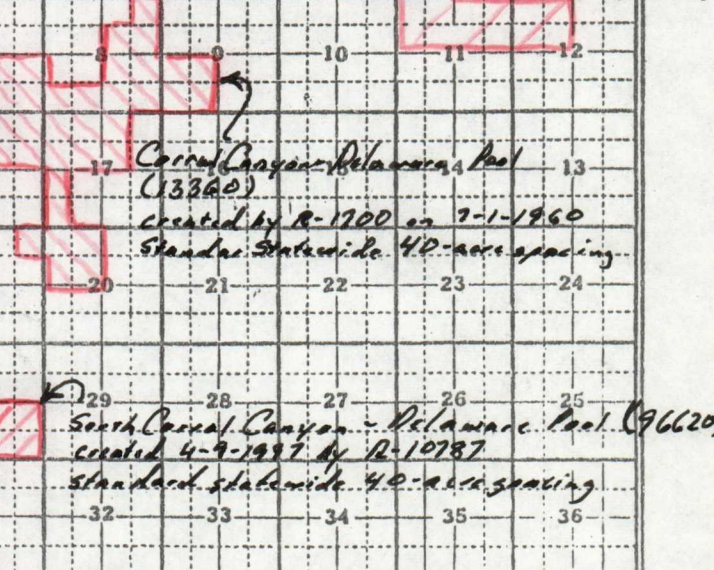 8 9 10 11 12
17 16 15 14 13
Corral Canyon-Delaware Pool
(13360)
created by R-1700 on 7-1-1960
Standar Statewide 40-acre spacing
20 21 22 23 24
29 28 27 26 25
South Corral Canyon - Delaware Pool (96620)
created 4-9-1997 by R-10787
standard statewide 40-acre spacing
32 33 34 35 36